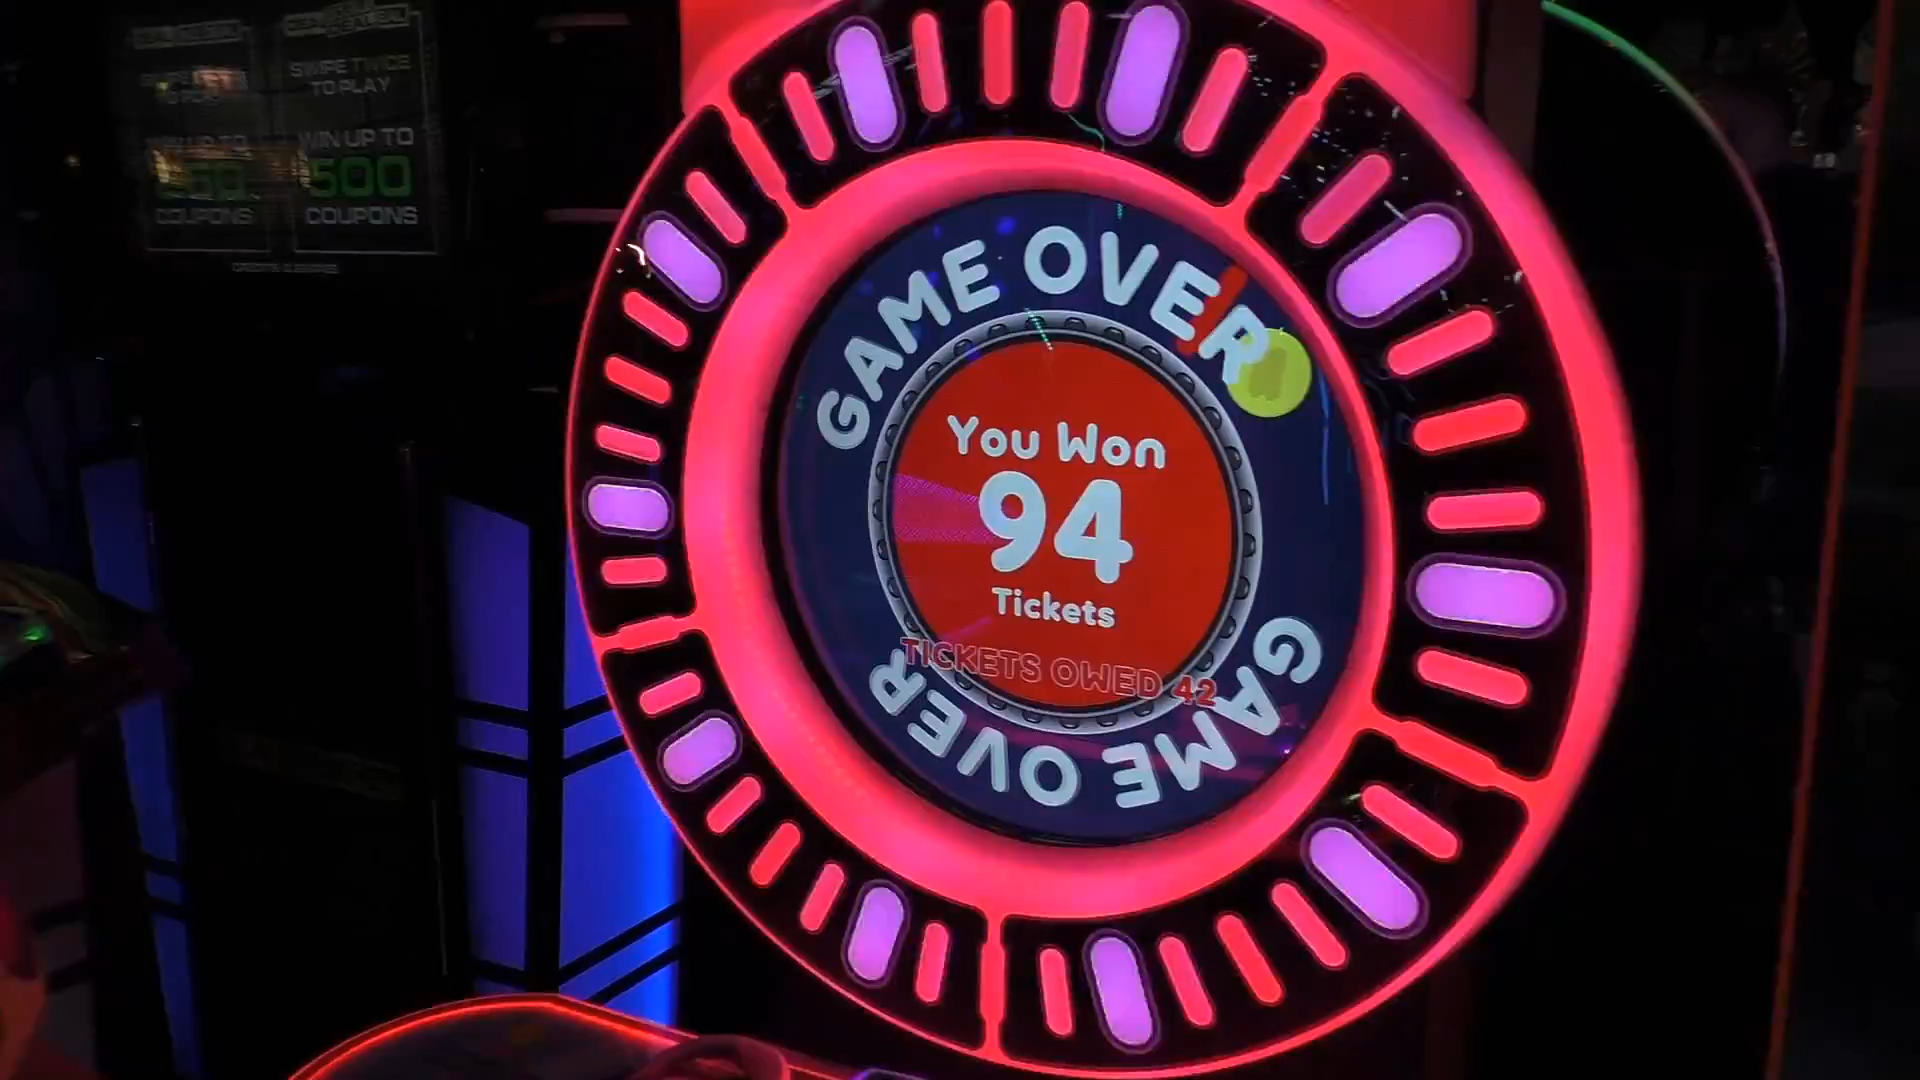 SWIPE TWICE
TO PLAY
WIN UP TO
500
COUPONS
COUPONS
GAME OVER
You Won
94
Tickets
TICKETS OWED 42
GAME OVER